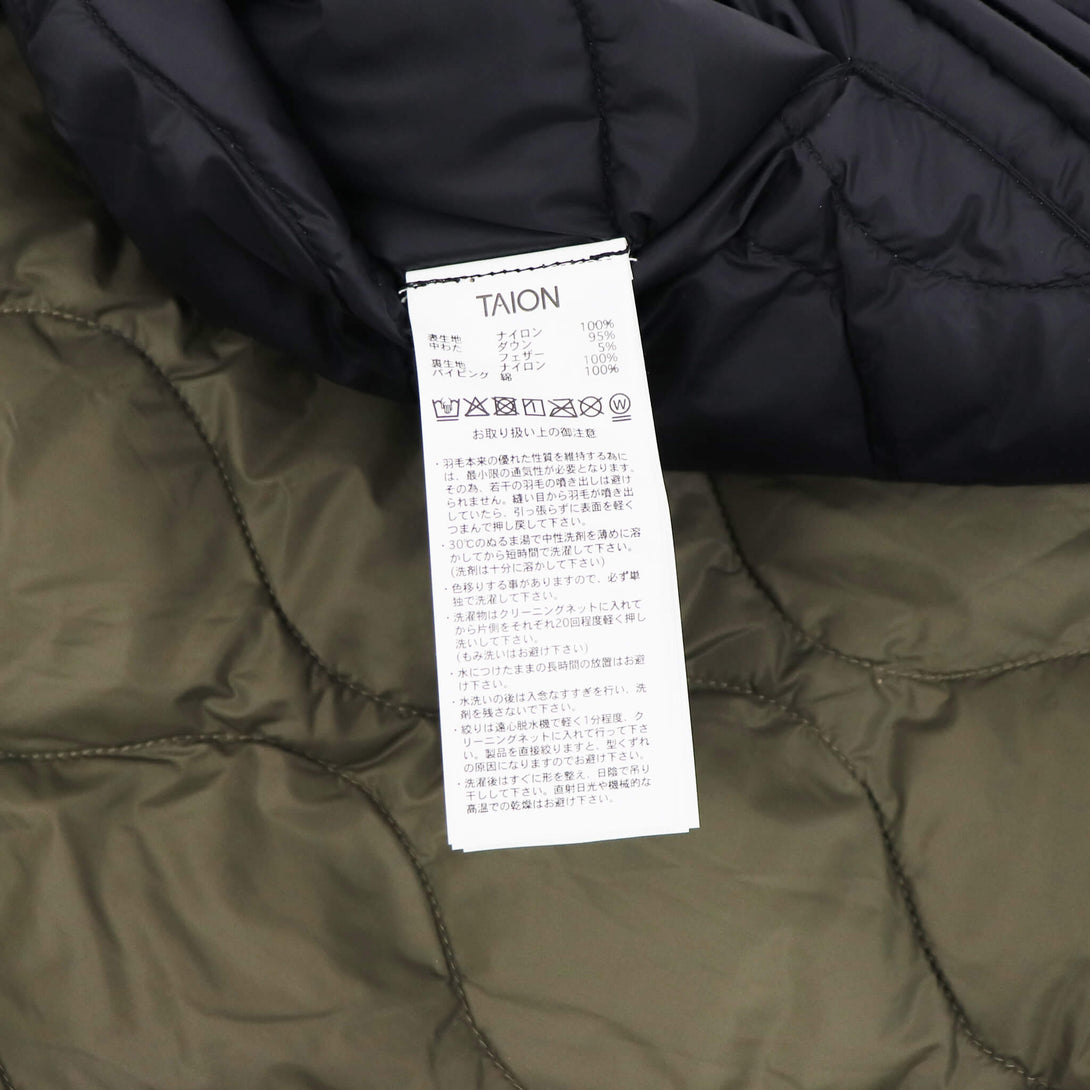 TAION
表生地 ナイロン 100%
中わた ダウン 95%
フェザー 5%
裏生地 ナイロン 100%
パイピング 綿 100%
W
お取り扱い上の御注意
・羽毛本来の優れた性質を維持する為に
は、最小限の通気性が必要となります。
その為、若干の羽毛の噴き出しは避け
られません。縫い目から羽毛が噴き出
していたら、引っ張らずに表面を軽く
つまんで押し戻して下さい。
・30℃のぬるま湯で中性洗剤を薄めに溶
かしてから短時間で洗濯して下さい。
(洗剤は十分に溶かして下さい)
・色移りする事がありますので、必ず単
独で洗濯して下さい。
・洗濯物はクリーニングネットに入れて
から片側をそれぞれ20回程度軽く押し
洗いして下さい。
(もみ洗いはお避け下さい)
・水につけたままの長時間の放置はお避
け下さい。
・水洗いの後は入念なすすぎを行い、洗
剤を残さないで下さい。
・絞りは遠心脱水機で軽く1分程度、ク
リーニングネットに入れて行って下さ
い。製品を直接絞りますと、型くずれ
の原因になりますのでお避け下さい。
・洗濯後はすぐに形を整え、日陰で吊り
干しして下さい。直射日光や機械的な
高温での乾燥はお避け下さい。